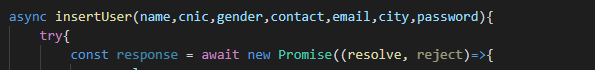 async insertUser(name,cnic,gender,contact,email,city,password){
try{
const response = await new Promise((resolve, reject)=>{